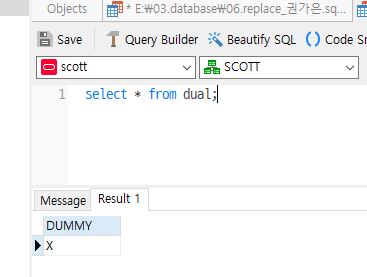 Objects
* E:₩03.database₩06.replace_권가은.sq...
Save Query Builder Beautify SQL () Code Sn
scott SCOTT
1 select * from dual;
Message Result 1
DUMMY
X